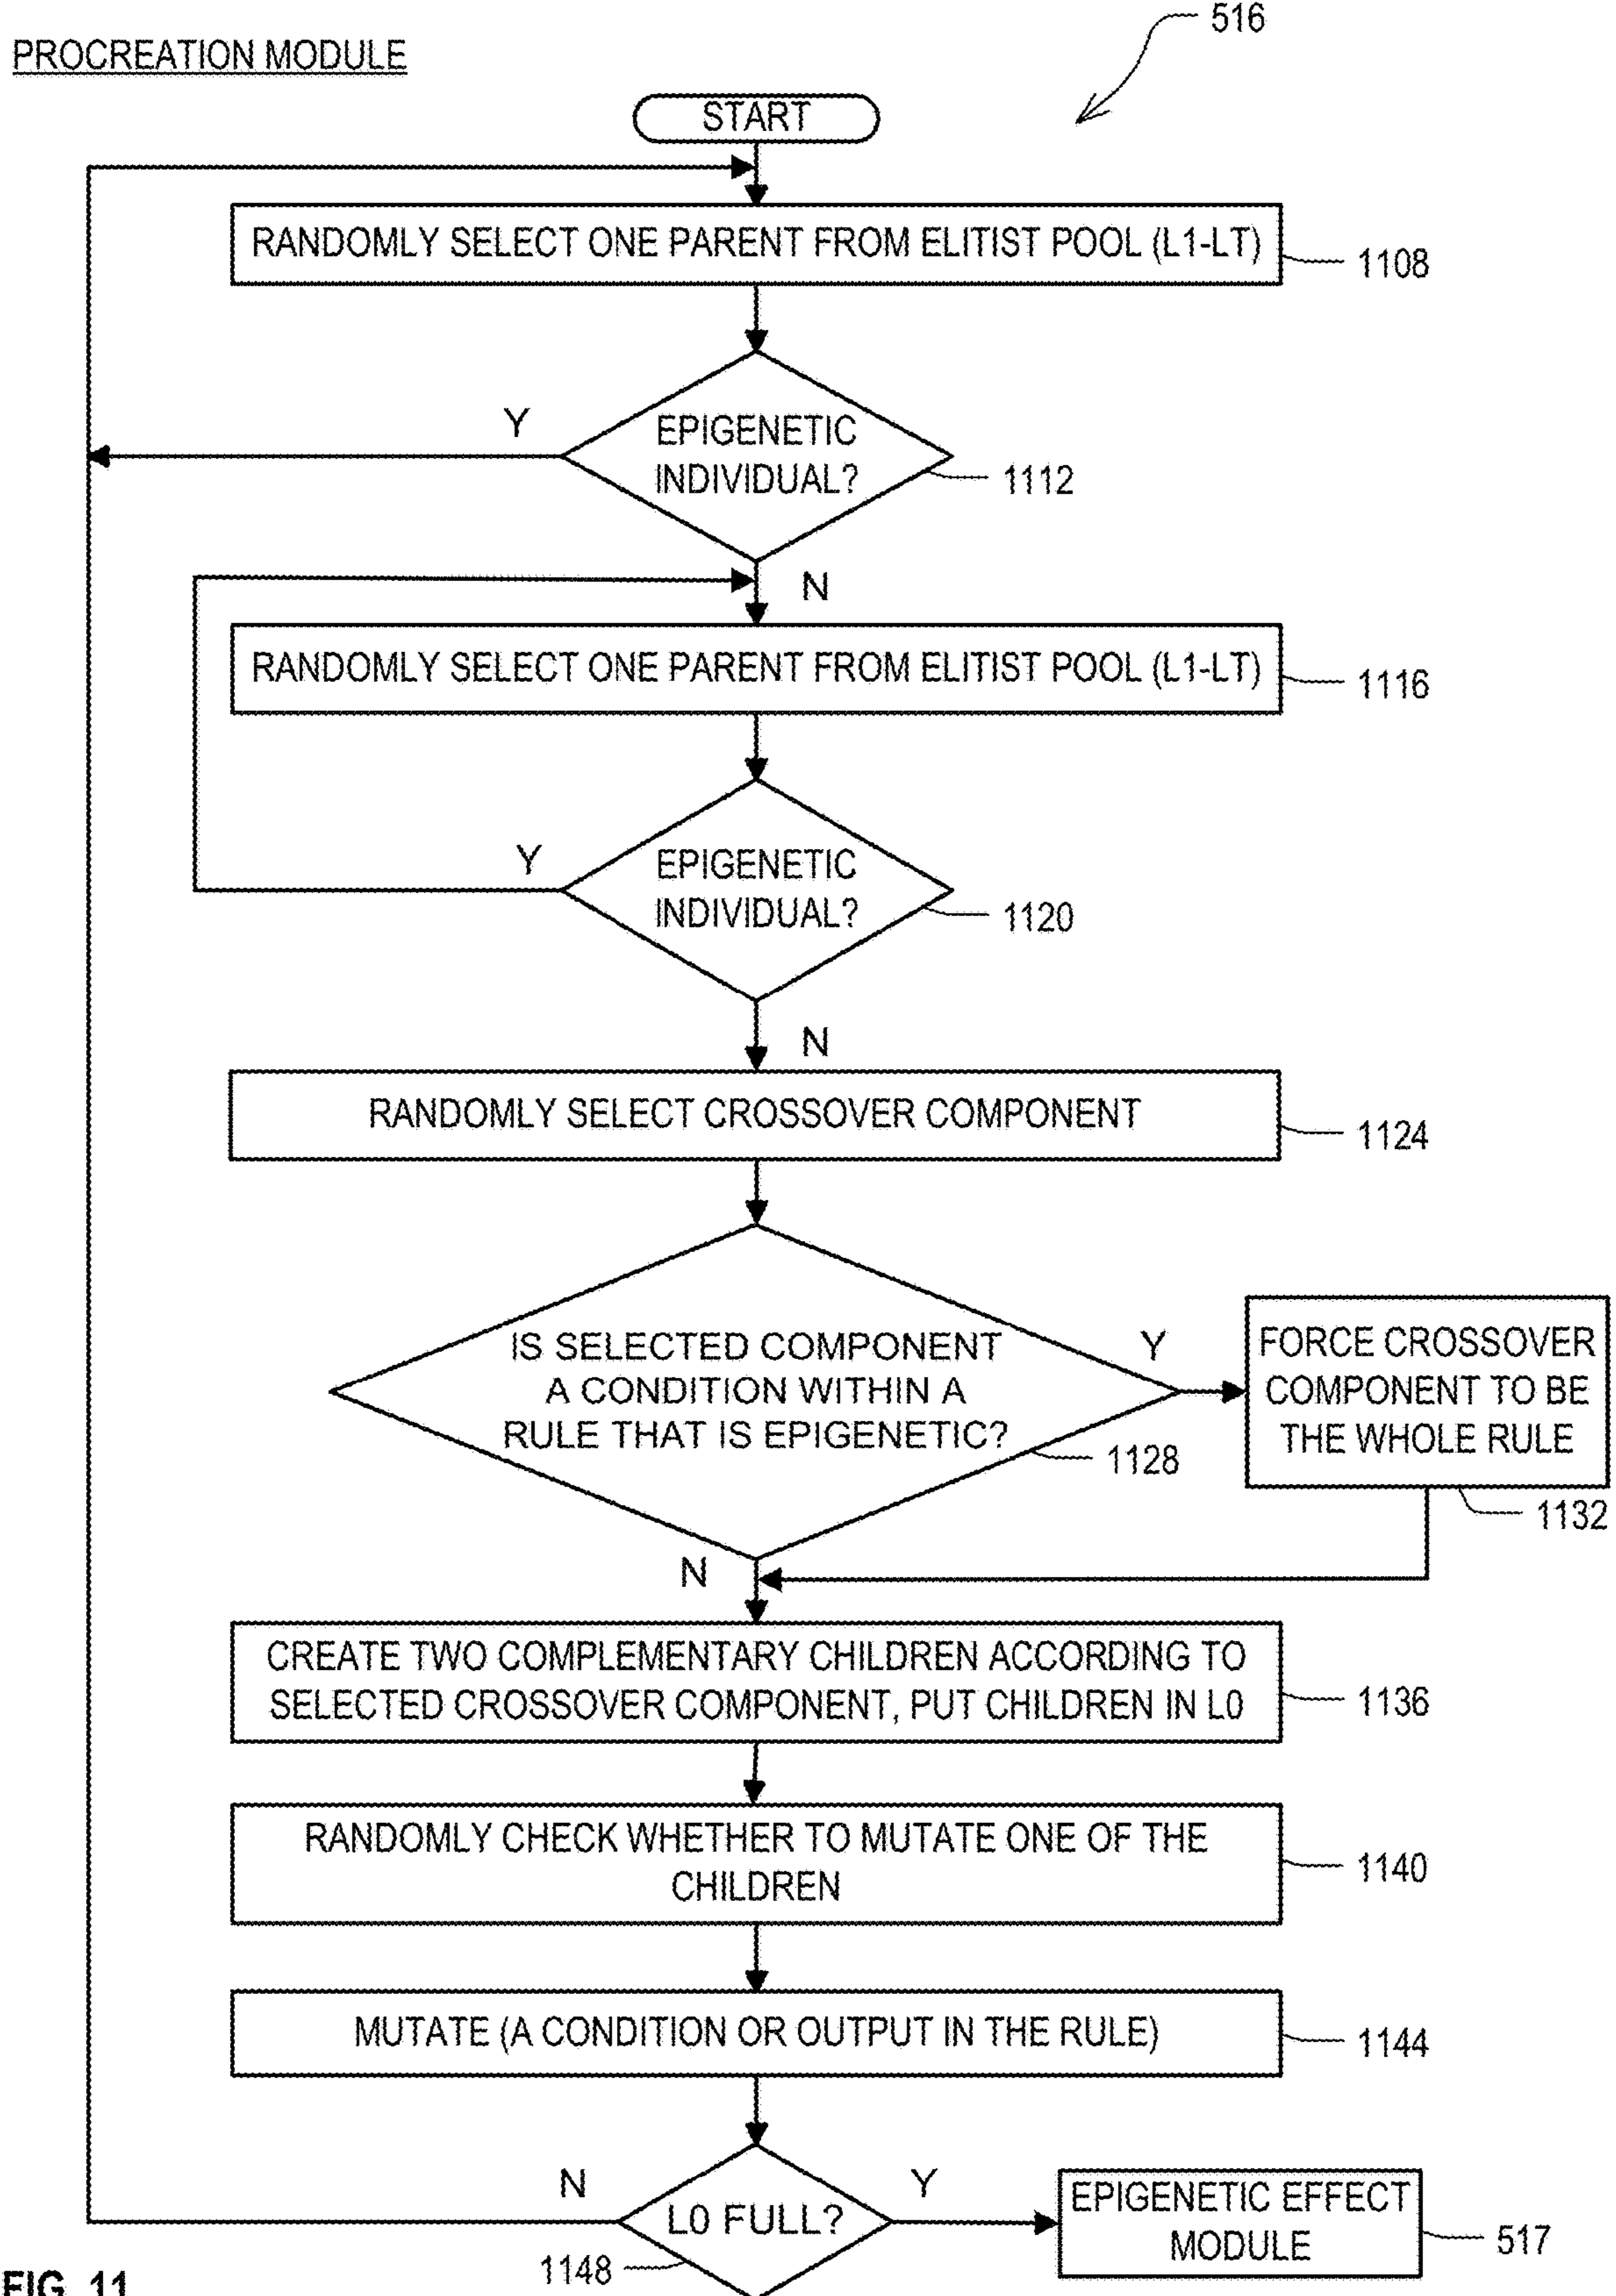 516
PROCREATION MODULE
START
RANDOMLY SELECT ONE PARENT FROM ELITIST POOL (L1-LT)
1108
Y
EPIGENETIC
INDIVIDUAL?
1112
N
RANDOMLY SELECT ONE PARENT FROM ELITIST POOL (L1-LT)
1116
Y
EPIGENETIC
INDIVIDUAL?
1120
N
RANDOMLY SELECT CROSSOVER COMPONENT
1124
IS SELECTED COMPONENT
A CONDITION WITHIN A
RULE THAT IS EPIGENETIC?
1128
Y
FORCE CROSSOVER
COMPONENT TO BE
THE WHOLE RULE
1132
N
CREATE TWO COMPLEMENTARY CHILDREN ACCORDING TO
SELECTED CROSSOVER COMPONENT, PUT CHILDREN IN L0
1136
RANDOMLY CHECK WHETHER TO MUTATE ONE OF THE
CHILDREN
1140
MUTATE (A CONDITION OR OUTPUT IN THE RULE)
1144
N
L0 FULL?
Y
1148
EPIGENETIC EFFECT
MODULE
517
FIG. 11